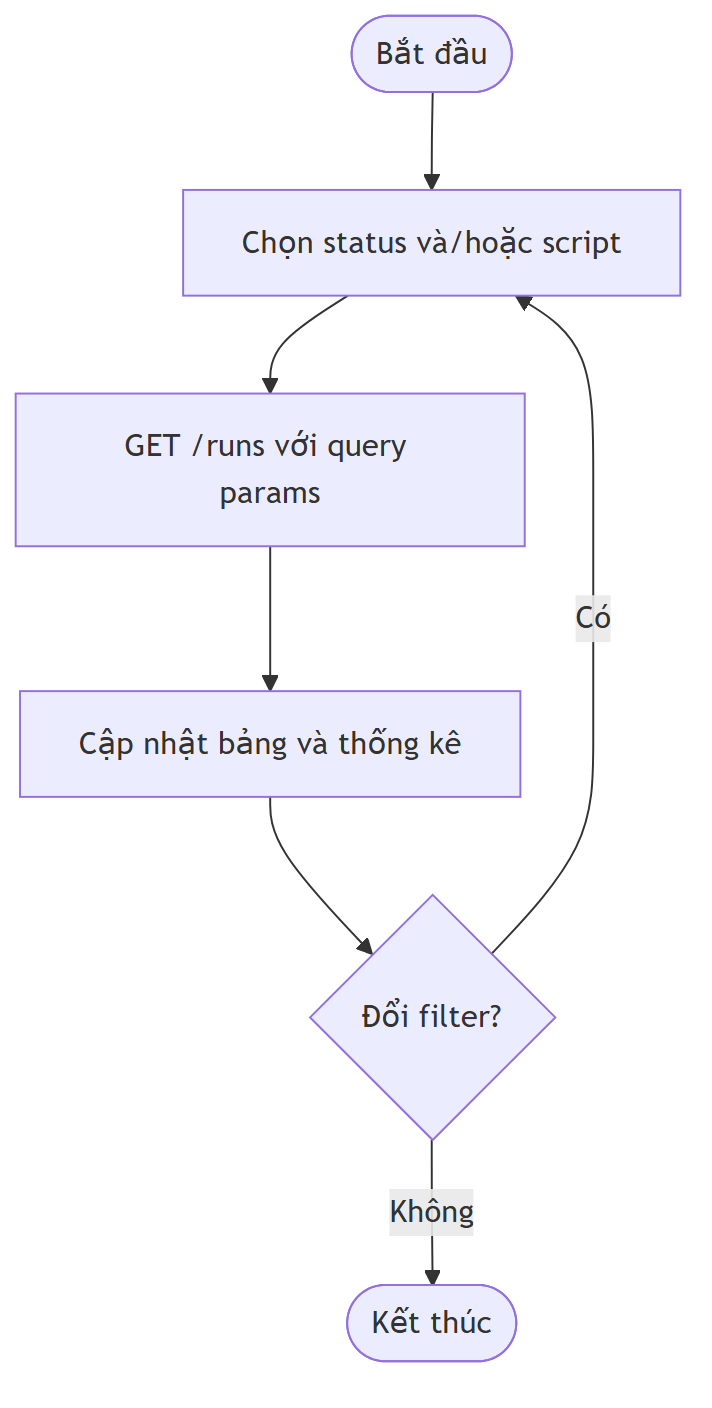 Bắt đầu
Chọn status và/hoặc script
GET /runs với query
params
Có
Cập nhật bảng và thống kê
Đổi filter?
Không
Kết thúc